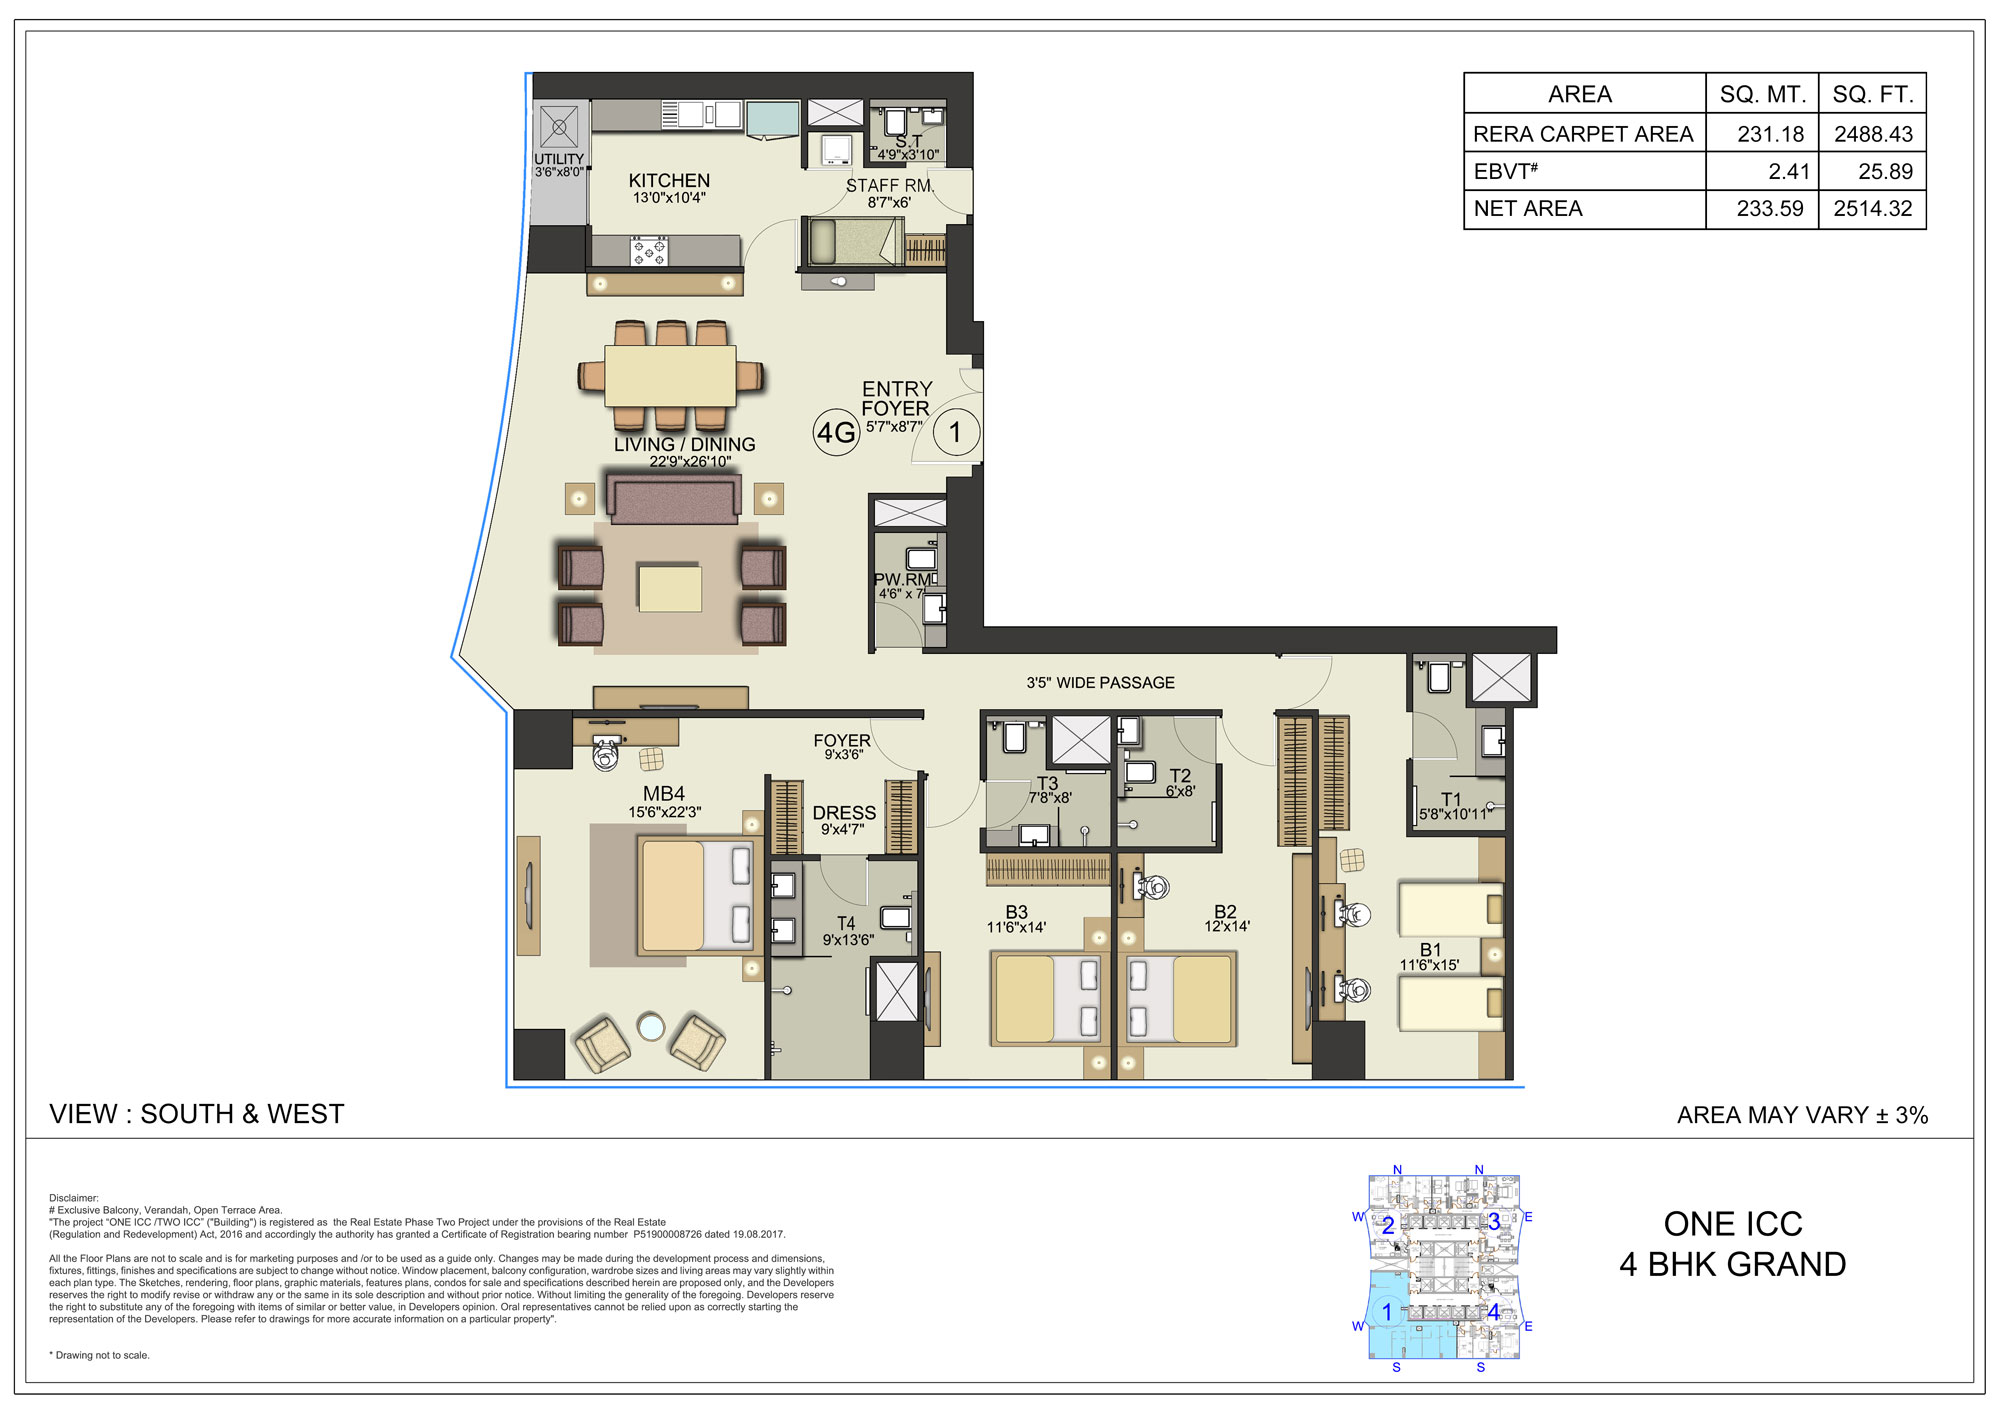 AREA SQ. MT. SQ. FT.
RERA CARPET AREA 231.18 2488.43
EBVT# 2.41 25.89
NET AREA 233.59 2514.32
UTILITY
3'6"x8'0"
KITCHEN
13'0"x10'4"
S.T
4'9"x3'10"
STAFF RM.
8'7"x6'
ENTRY
FOYER
5'7"x8'7"
4G
1
LIVING / DINING
22'9"x26'10"
PW.RM
4'6" x 7'
3'5" WIDE PASSAGE
FOYER
9'x3'6"
MB4
15'6"x22'3"
DRESS
9'x4'7"
T3
7'8"x8'
T2
6'x8'
T1
5'8"x10'11"
T4
9'x13'6"
B3
11'6"x14'
B2
12'x14'
B1
11'6"x15'
VIEW : SOUTH & WEST
AREA MAY VARY ± 3%
Disclaimer:
# Exclusive Balcony, Verandah, Open Terrace Area.
"The project "ONE ICC /TWO ICC" ("Building") is registered as the Real Estate Phase Two Project under the provisions of the Real Estate
(Regulation and Redevelopment) Act, 2016 and accordingly the authority has granted a Certificate of Registration bearing number P51900008726 dated 19.08.2017.
All the Floor Plans are not to scale and is for marketing purposes and /or to be used as a guide only. Changes may be made during the development process and dimensions,
fixtures, fitting, finishes and specifications are subject to change without notice. Window placement, balcony configuration, wardrobe sizes and living areas may vary slightly within
each plan type. The Sketches, rendering, floor plans, graphic materials, features plans, condos for sale and specifications described herein are proposed only, and the Developers
reserves the right to modify revise or withdraw any or the same in its sole description and without prior notice. Without limiting the generality of the foregoing. Developers reserve
the right to substitute any of the foregoing with items of similar or better value, in Developers opinion. Oral representatives cannot be relied upon as correctly starting the
representation of the Developers. Please refer to drawings for more accurate information on a particular property".
* Drawing not to scale.
N N
W 2 3 E
1 4
W E
S S
ONE ICC
4 BHK GRAND